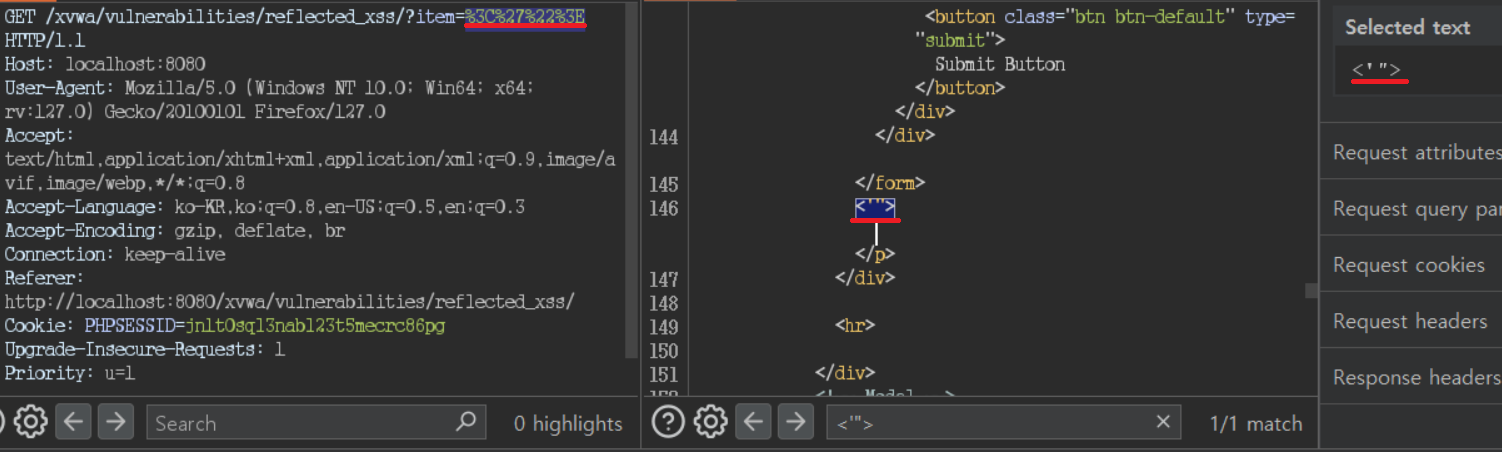 GET /xvwa/vulnerabilities/reflected_xss/?item=%3C%27%22%3E
HTTP/1.1
Host: localhost:8080
User-Agent: Mozilla/5.0 (Windows NT 10.0; Win64; x64;
rv:127.0) Gecko/20100101 Firefox/127.0
Accept:
text/html,application/xhtml+xml,application/xml;q=0.9,image/a
vif,image/webp,*/*;q=0.8
Accept-Language: ko-KR,ko;q=0.8,en-US;q=0.5,en;q=0.3
Accept-Encoding: gzip, deflate, br
Connection: keep-alive
Referer:
http://localhost:8080/xvwa/vulnerabilities/reflected_xss/
Cookie: PHPSESSID=jnlt0sql3nabl23t5mecrc86pg
Upgrade-Insecure-Requests: 1
Priority: u=1
Search
0 highlights
<button class="btn btn-default" type=
"submit">
Submit Button
</button>
</div>
144 </div>
145 </form>
146 <'">
</p>
147 </div>
148
149 <hr>
150
151 </div>
<'">
1/1 match
Selected text
<'">
Request attributes
Request query par
Request cookies
Request headers
Response headers